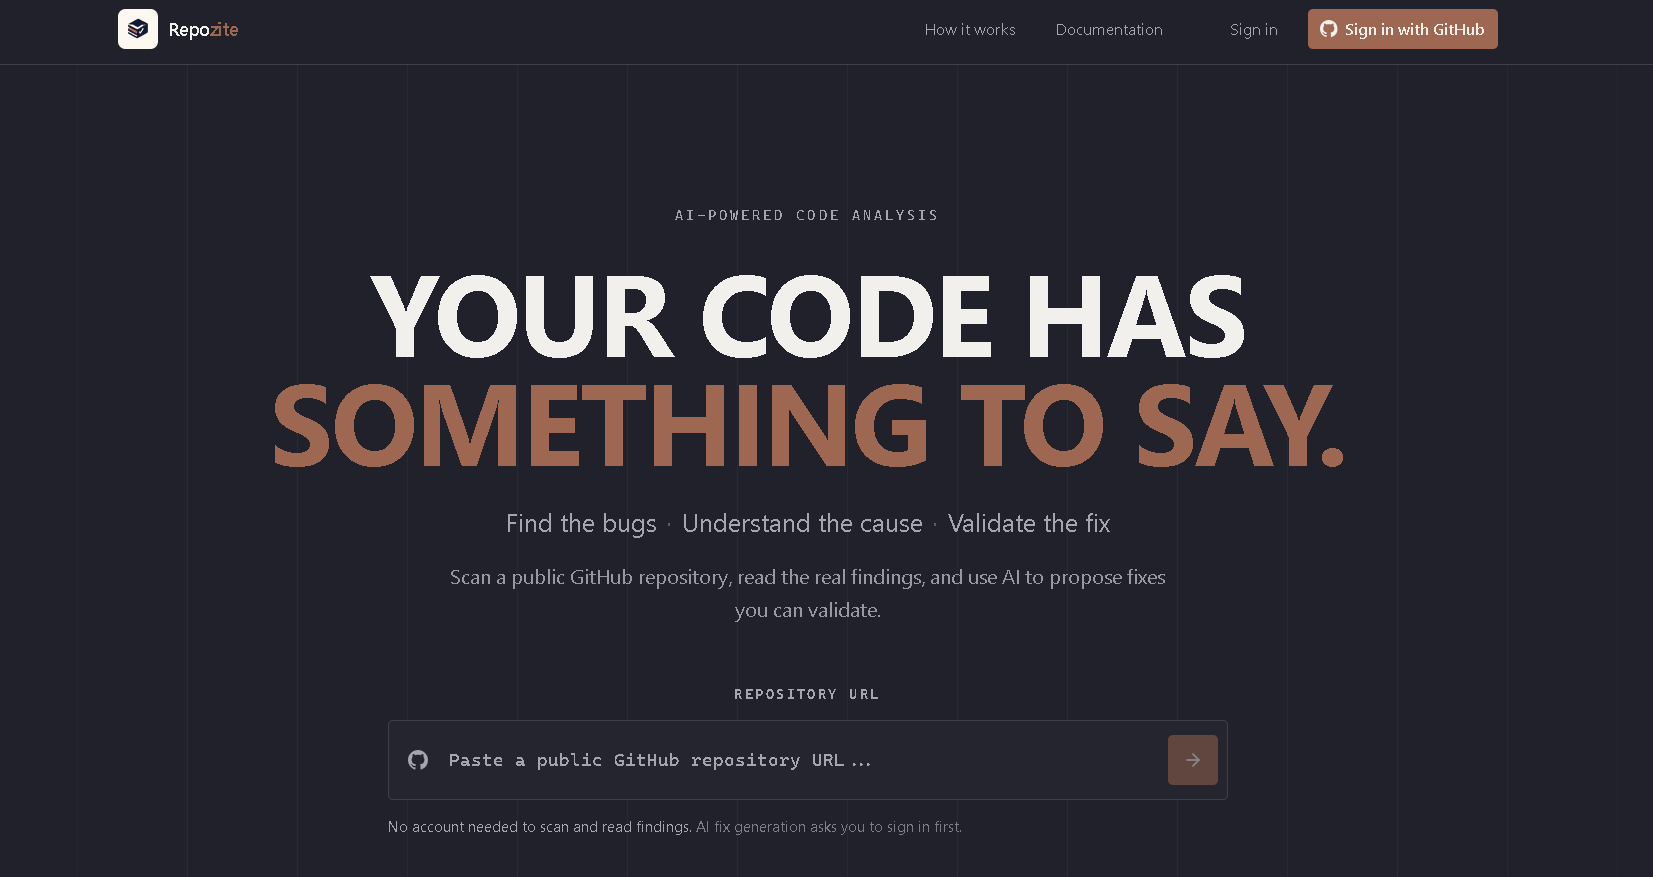 Repozite
How it works
Documentation
Sign in
Sign in with GitHub
AI-POWERED CODE ANALYSIS
YOUR CODE HAS
SOMETHING TO SAY.
Find the bugs · Understand the cause · Validate the fix
Scan a public GitHub repository, read the real findings, and use AI to propose fixes
you can validate.
REPOSITORY URL
Paste a public GitHub repository URL...
No account needed to scan and read findings. AI fix generation asks you to sign in first.